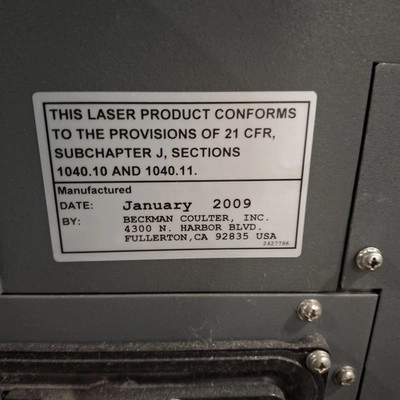 THIS LASER PRODUCT CONFORMS
TO THE PROVISIONS OF 21 CFR,
SUBCHAPTER J, SECTIONS
1040.10 AND 1040.11.
Manufactured
DATE: January 2009
BY: BECKMAN COULTER, INC.
4300 N. HARBOR BLVD.
FULLERTON,CA 92835 USA
2427798